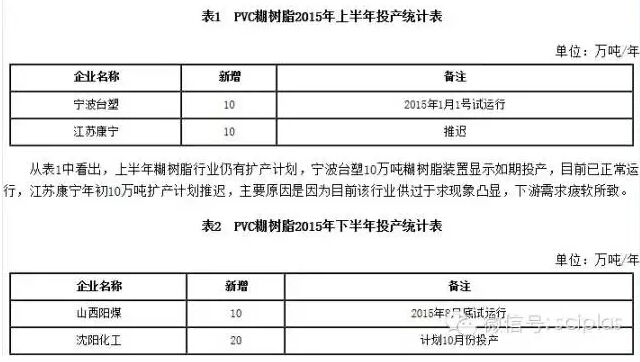 表1 PVC糊树脂2015年上半年投产统计表
单位：万吨/年
企业名称 新增 备注
宁波台塑 10 2015年1月1号试运行
江苏康宁 10 推迟
从表1中看出，上半年糊树脂行业仍有扩产计划，宁波台塑10万吨糊树脂装置显示如期投产，目前已正常运
行，江苏康宁年初10万吨扩产计划推迟，主要原因是因为目前该行业供过于求现象凸显，下游需求疲软所致。
表2 PVC糊树脂2015年下半年投产统计表
单位：万吨/年
企业名称 新增 备注
山西阳煤 10 2015年8月底试运行
沈阳化工 20 计划10月份投产
微信号: sciplas